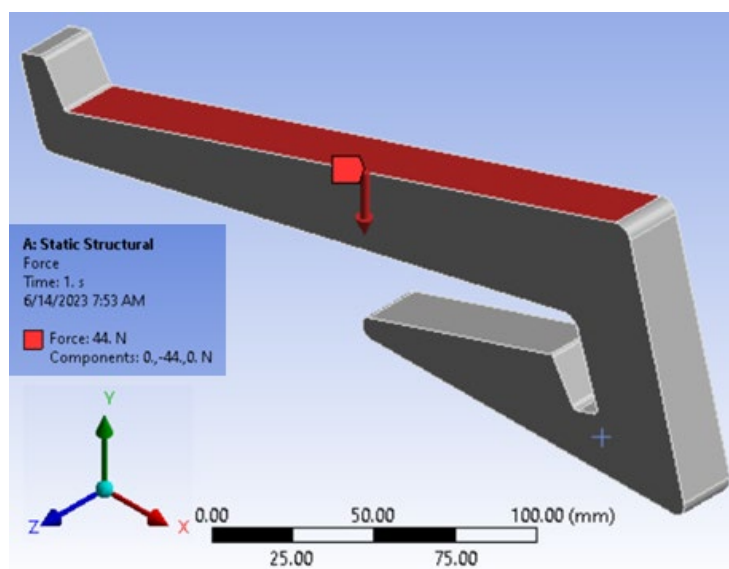 A: Static Structural
Force
Time: 1. s
6/14/2023 7:53 AM
Force: 44. N
Components: 0.,-44.,0. N
Y
Z
X
0.00 50.00 100.00 (mm)
25.00 75.00